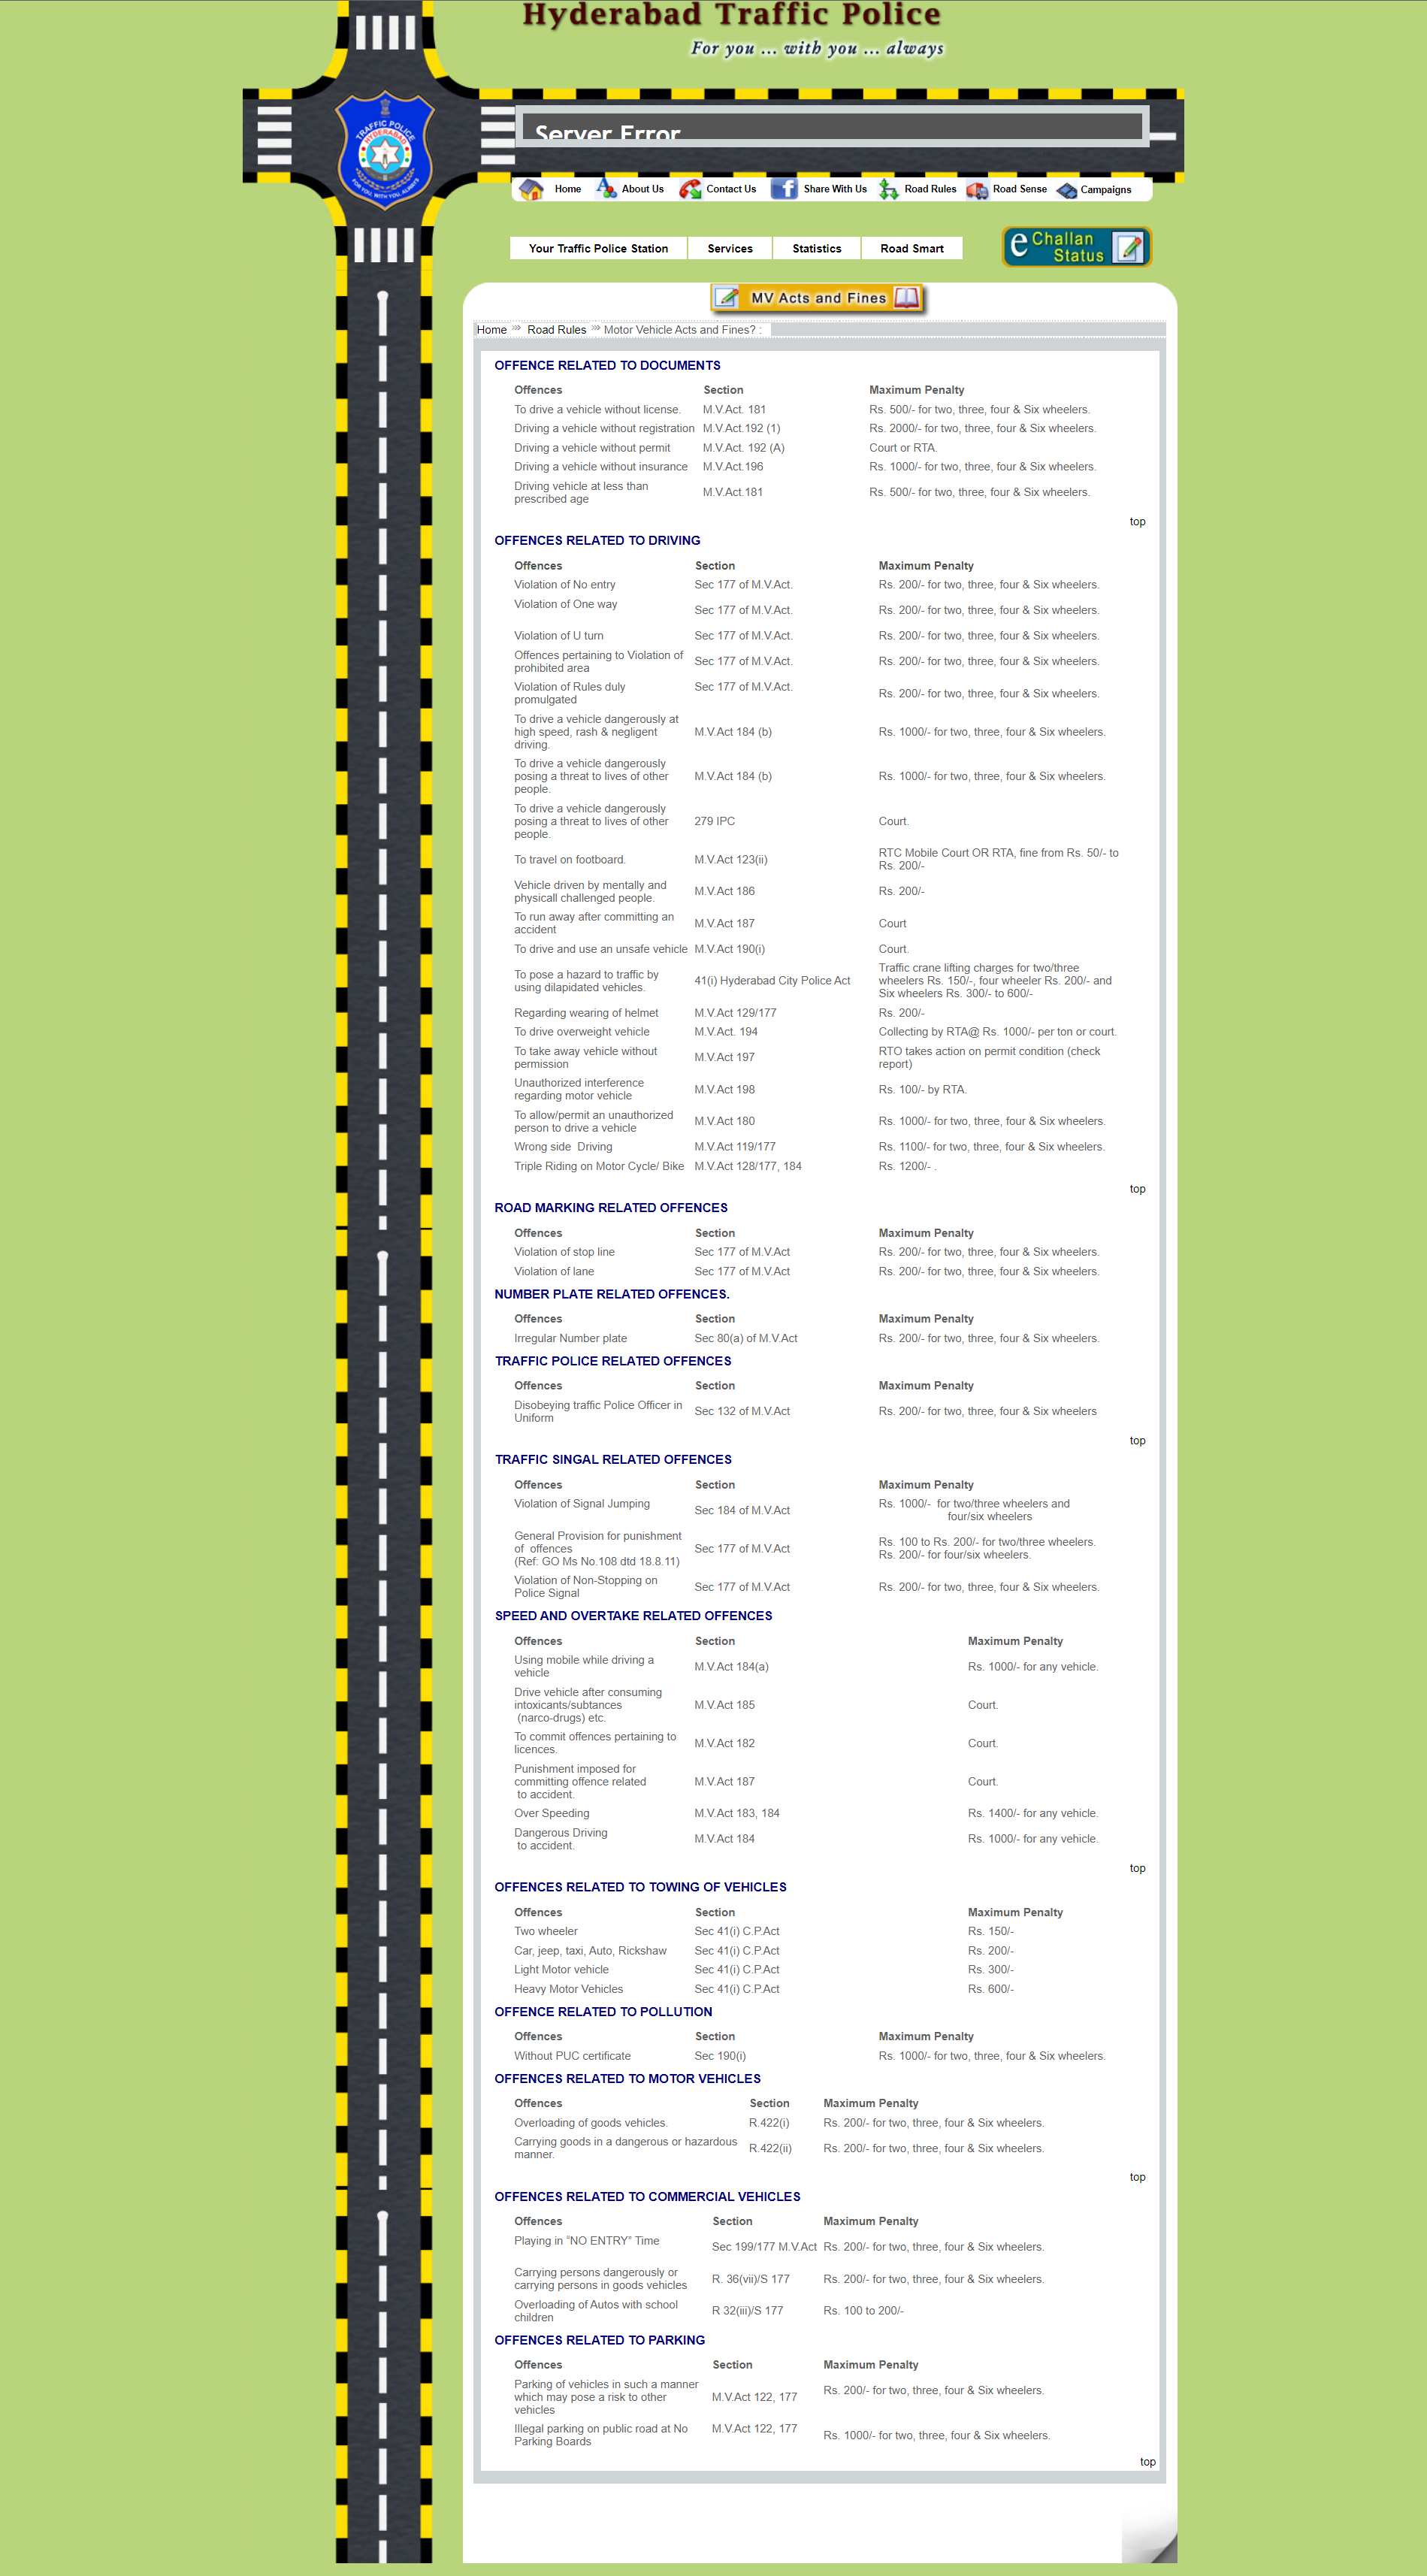 Hyderabad Traffic Police
For you ... with you ... always
TRAFFIC POLICE
HYDERABAD
FOR YOU WITH YOU, ALWAYS
Server Error
Home About Us Contact Us Share With Us Road Rules Road Sense Campaigns
Your Traffic Police Station Services Statistics Road Smart
e Challan
Status
MV Acts and Fines
Home Road Rules Motor Vehicle Acts and Fines? :
OFFENCE RELATED TO DOCUMENTS
Offences Section Maximum Penalty
To drive a vehicle without license. M.V.Act. 181 Rs. 500/- for two, three, four & Six wheelers.
Driving a vehicle without registration M.V.Act.192 (1) Rs. 2000/- for two, three, four & Six wheelers.
Driving a vehicle without permit M.V.Act. 192 (A) Court or RTA.
Driving a vehicle without insurance M.V.Act.196 Rs. 1000/- for two, three, four & Six wheelers.
Driving vehicle at less than
prescribed age M.V.Act.181 Rs. 500/- for two, three, four & Six wheelers.
top
OFFENCES RELATED TO DRIVING
Offences Section Maximum Penalty
Violation of No entry Sec 177 of M.V.Act. Rs. 200/- for two, three, four & Six wheelers.
Violation of One way Sec 177 of M.V.Act. Rs. 200/- for two, three, four & Six wheelers.
Violation of U turn Sec 177 of M.V.Act. Rs. 200/- for two, three, four & Six wheelers.
Offences pertaining to Violation of
prohibited area Sec 177 of M.V.Act. Rs. 200/- for two, three, four & Six wheelers.
Violation of Rules duly
promulgated Sec 177 of M.V.Act. Rs. 200/- for two, three, four & Six wheelers.
To drive a vehicle dangerously at
high speed, rash & negligent M.V.Act 184 (b) Rs. 1000/- for two, three, four & Six wheelers.
driving.
To drive a vehicle dangerously
posing a threat to lives of other M.V.Act 184 (b) Rs. 1000/- for two, three, four & Six wheelers.
people.
To drive a vehicle dangerously
posing a threat to lives of other 279 IPC Court.
people.
To travel on footboard. M.V.Act 123(ii) RTC Mobile Court OR RTA, fine from Rs. 50/- to
Rs. 200/-
Vehicle driven by mentally and
physicall challenged people. M.V.Act 186 Rs. 200/-
To run away after committing an
accident M.V.Act 187 Court
To drive and use an unsafe vehicle M.V.Act 190(i) Court.
To pose a hazard to traffic by
using dilapidated vehicles. 41(i) Hyderabad City Police Act Traffic crane lifting charges for two/three
wheelers Rs. 150/-, four wheeler Rs. 200/- and
Six wheelers Rs. 300/- to 600/-
Regarding wearing of helmet M.V.Act 129/177 Rs. 200/-
To drive overweight vehicle M.V.Act. 194 Collecting by RTA@ Rs. 1000/- per ton or court.
To take away vehicle without
permission M.V.Act 197 RTO takes action on permit condition (check
report)
Unauthorized interference
regarding motor vehicle M.V.Act 198 Rs. 100/- by RTA.
To allow/permit an unauthorized
person to drive a vehicle M.V.Act 180 Rs. 1000/- for two, three, four & Six wheelers.
Wrong side Driving M.V.Act 119/177 Rs. 1100/- for two, three, four & Six wheelers.
Triple Riding on Motor Cycle/ Bike M.V.Act 128/177, 184 Rs. 1200/- .
top
ROAD MARKING RELATED OFFENCES
Offences Section Maximum Penalty
Violation of stop line Sec 177 of M.V.Act Rs. 200/- for two, three, four & Six wheelers.
Violation of lane Sec 177 of M.V.Act Rs. 200/- for two, three, four & Six wheelers.
NUMBER PLATE RELATED OFFENCES.
Offences Section Maximum Penalty
Irregular Number plate Sec 80(a) of M.V.Act Rs. 200/- for two, three, four & Six wheelers.
TRAFFIC POLICE RELATED OFFENCES
Offences Section Maximum Penalty
Disobeying traffic Police Officer in
Uniform Sec 132 of M.V.Act Rs. 200/- for two, three, four & Six wheelers
top
TRAFFIC SINGAL RELATED OFFENCES
Offences Section Maximum Penalty
Violation of Signal Jumping Sec 184 of M.V.Act Rs. 1000/- for two/three wheelers and
four/six wheelers
General Provision for punishment
of offences Sec 177 of M.V.Act Rs. 100 to Rs. 200/- for two/three wheelers.
(Ref: GO Ms No.108 dtd 18.8.11) Rs. 200/- for four/six wheelers.
Violation of Non-Stopping on
Police Signal Sec 177 of M.V.Act Rs. 200/- for two, three, four & Six wheelers.
SPEED AND OVERTAKE RELATED OFFENCES
Offences Section Maximum Penalty
Using mobile while driving a
vehicle M.V.Act 184(a) Rs. 1000/- for any vehicle.
Drive vehicle after consuming
intoxicants/subtances M.V.Act 185 Court.
(narco-drugs) etc.
To commit offences pertaining to
licences. M.V.Act 182 Court.
Punishment imposed for
committing offence related M.V.Act 187 Court.
to accident.
Over Speeding M.V.Act 183, 184 Rs. 1400/- for any vehicle.
Dangerous Driving
to accident. M.V.Act 184 Rs. 1000/- for any vehicle.
top
OFFENCES RELATED TO TOWING OF VEHICLES
Offences Section Maximum Penalty
Two wheeler Sec 41(i) C.P.Act Rs. 150/-
Car, jeep, taxi, Auto, Rickshaw Sec 41(i) C.P.Act Rs. 200/-
Light Motor vehicle Sec 41(i) C.P.Act Rs. 300/-
Heavy Motor Vehicles Sec 41(i) C.P.Act Rs. 600/-
OFFENCE RELATED TO POLLUTION
Offences Section Maximum Penalty
Without PUC certificate Sec 190(i) Rs. 1000/- for two, three, four & Six wheelers.
OFFENCES RELATED TO MOTOR VEHICLES
Offences Section Maximum Penalty
Overloading of goods vehicles. R.422(i) Rs. 200/- for two, three, four & Six wheelers.
Carrying goods in a dangerous or hazardous
manner. R.422(ii) Rs. 200/- for two, three, four & Six wheelers.
top
OFFENCES RELATED TO COMMERCIAL VEHICLES
Offences Section Maximum Penalty
Playing in "NO ENTRY" Time Sec 199/177 M.V.Act Rs. 200/- for two, three, four & Six wheelers.
Carrying persons dangerously or
carrying persons in goods vehicles R. 36(vii)/S 177 Rs. 200/- for two, three, four & Six wheelers.
Overloading of Autos with school
children R 32(iii)/S 177 Rs. 100 to 200/-
OFFENCES RELATED TO PARKING
Offences Section Maximum Penalty
Parking of vehicles in such a manner
which may pose a risk to other M.V.Act 122, 177 Rs. 200/- for two, three, four & Six wheelers.
vehicles
Illegal parking on public road at No
Parking Boards M.V.Act 122, 177 Rs. 1000/- for two, three, four & Six wheelers.
top